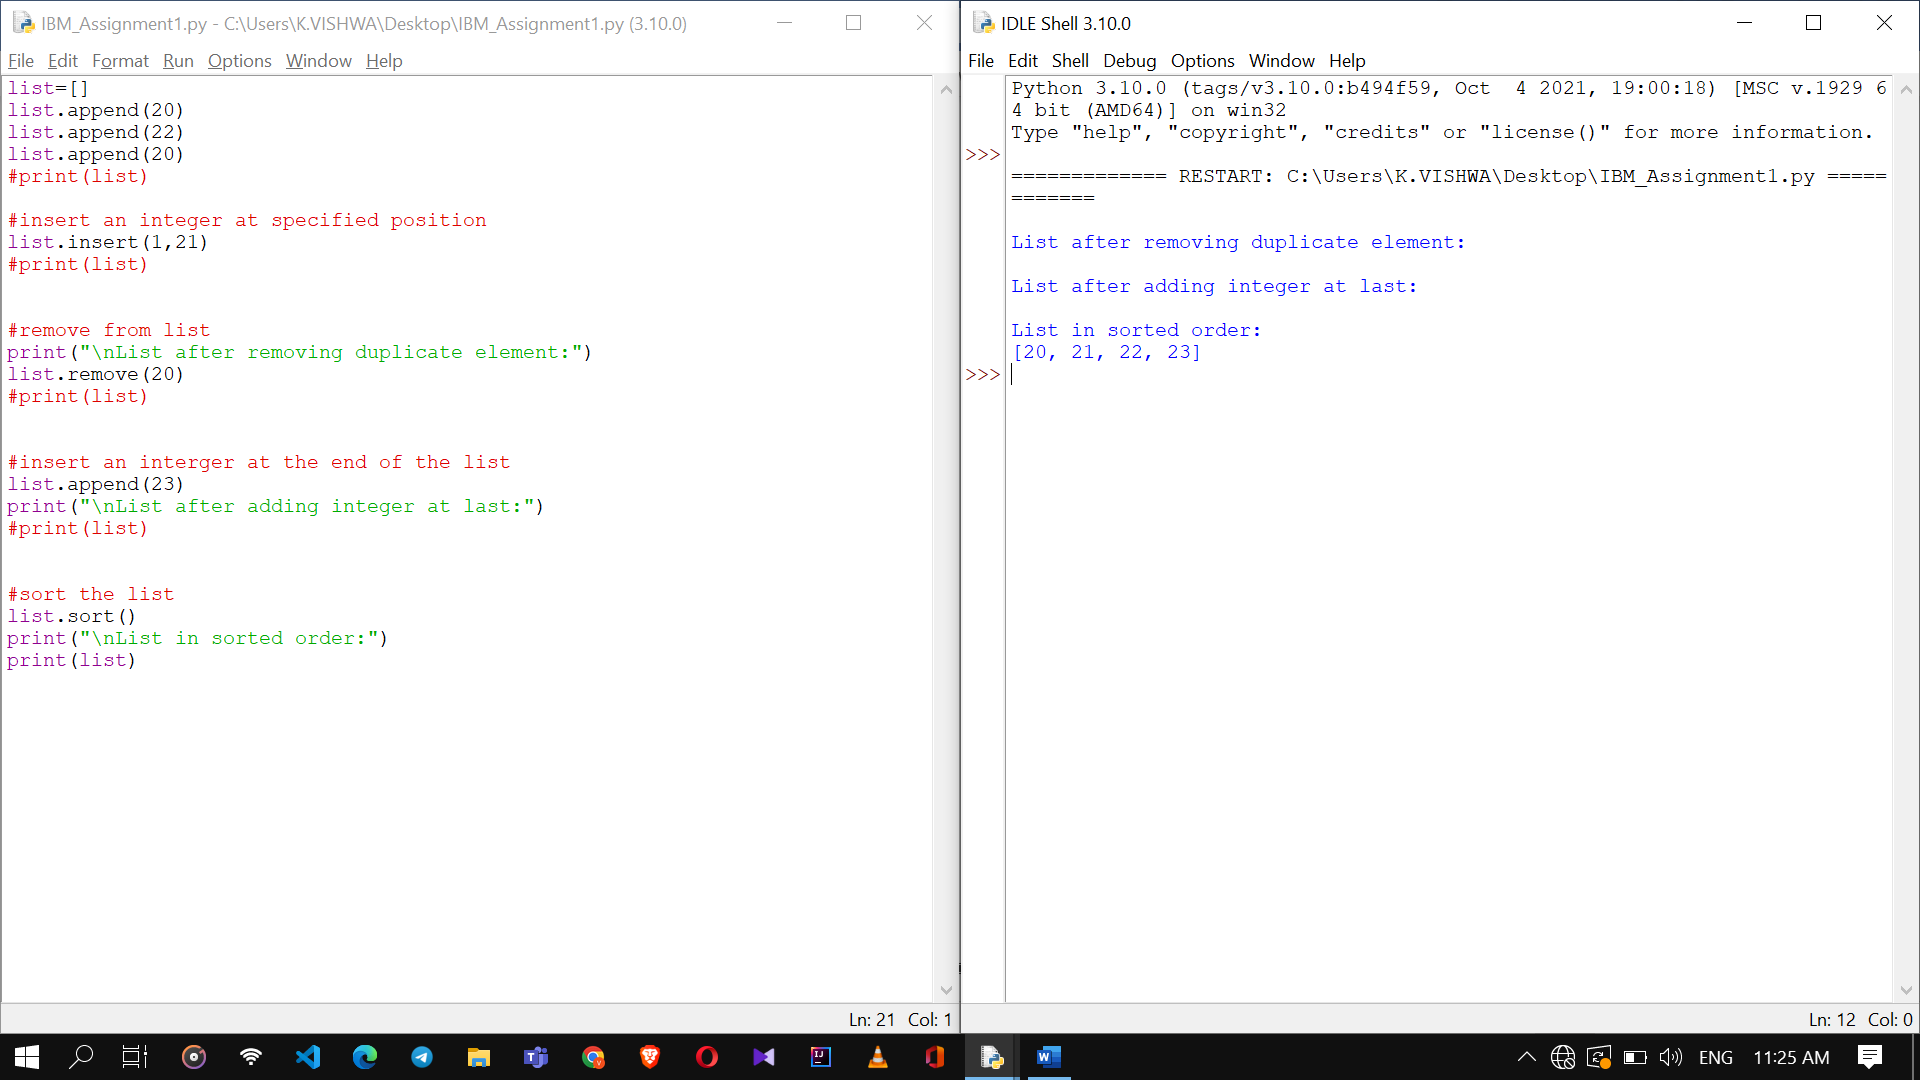 IBM_Assignment1.py - C:\Users\K.VISHWA\Desktop\IBM_Assignment1.py (3.10.0)
File Edit Format Run Options Window Help
list=[]
list.append(20)
list.append(22)
list.append(20)
#print(list)
#insert an integer at specified position
list.insert(1,21)
#print(list)
#remove from list
print("\nList after removing duplicate element:")
list.remove(20)
#print(list)
#insert an interger at the end of the list
list.append(23)
print("\nList after adding integer at last:")
#print(list)
#sort the list
list.sort()
print("\nList in sorted order:")
print(list)
Ln: 21 Col: 1
IDLE Shell 3.10.0
File Edit Shell Debug Options Window Help
Python 3.10.0 (tags/v3.10.0:b494f59, Oct  4 2021, 19:00:18) [MSC v.1929 6
4 bit (AMD64)] on win32
Type "help", "copyright", "credits" or "license()" for more information.
>>>
============= RESTART: C:\Users\K.VISHWA\Desktop\IBM_Assignment1.py =====
=======
List after removing duplicate element:
List after adding integer at last:
List in sorted order:
[20, 21, 22, 23]
>>>
Ln: 12 Col: 0
ENG 11:25 AM